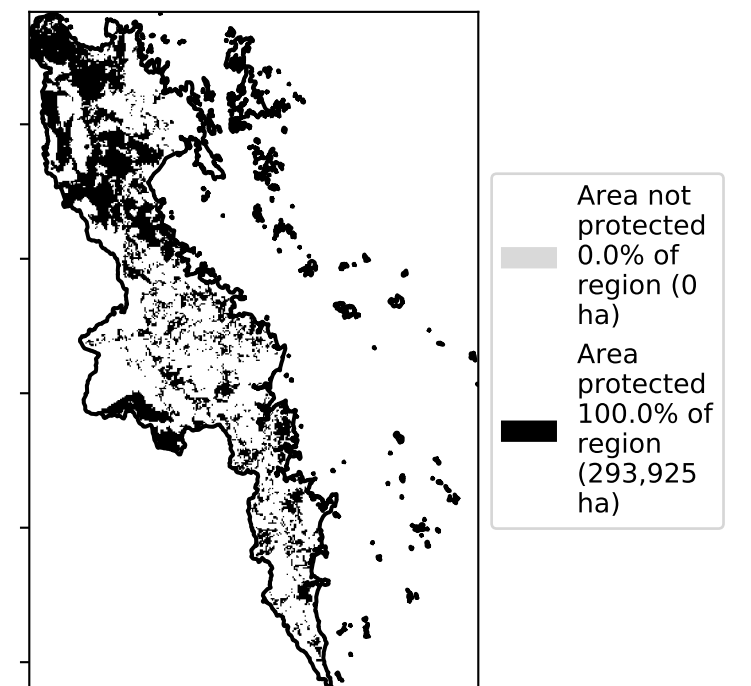 Area not
protected
0.0% of
region (0
ha)
Area
protected
100.0% of
region
(293,925
ha)